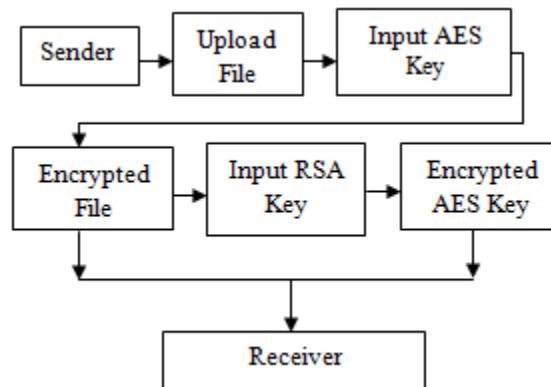 Sender
Upload
File
Input AES
Key
Encrypted
File
Input RSA
Key
Encrypted
AES Key
Receiver